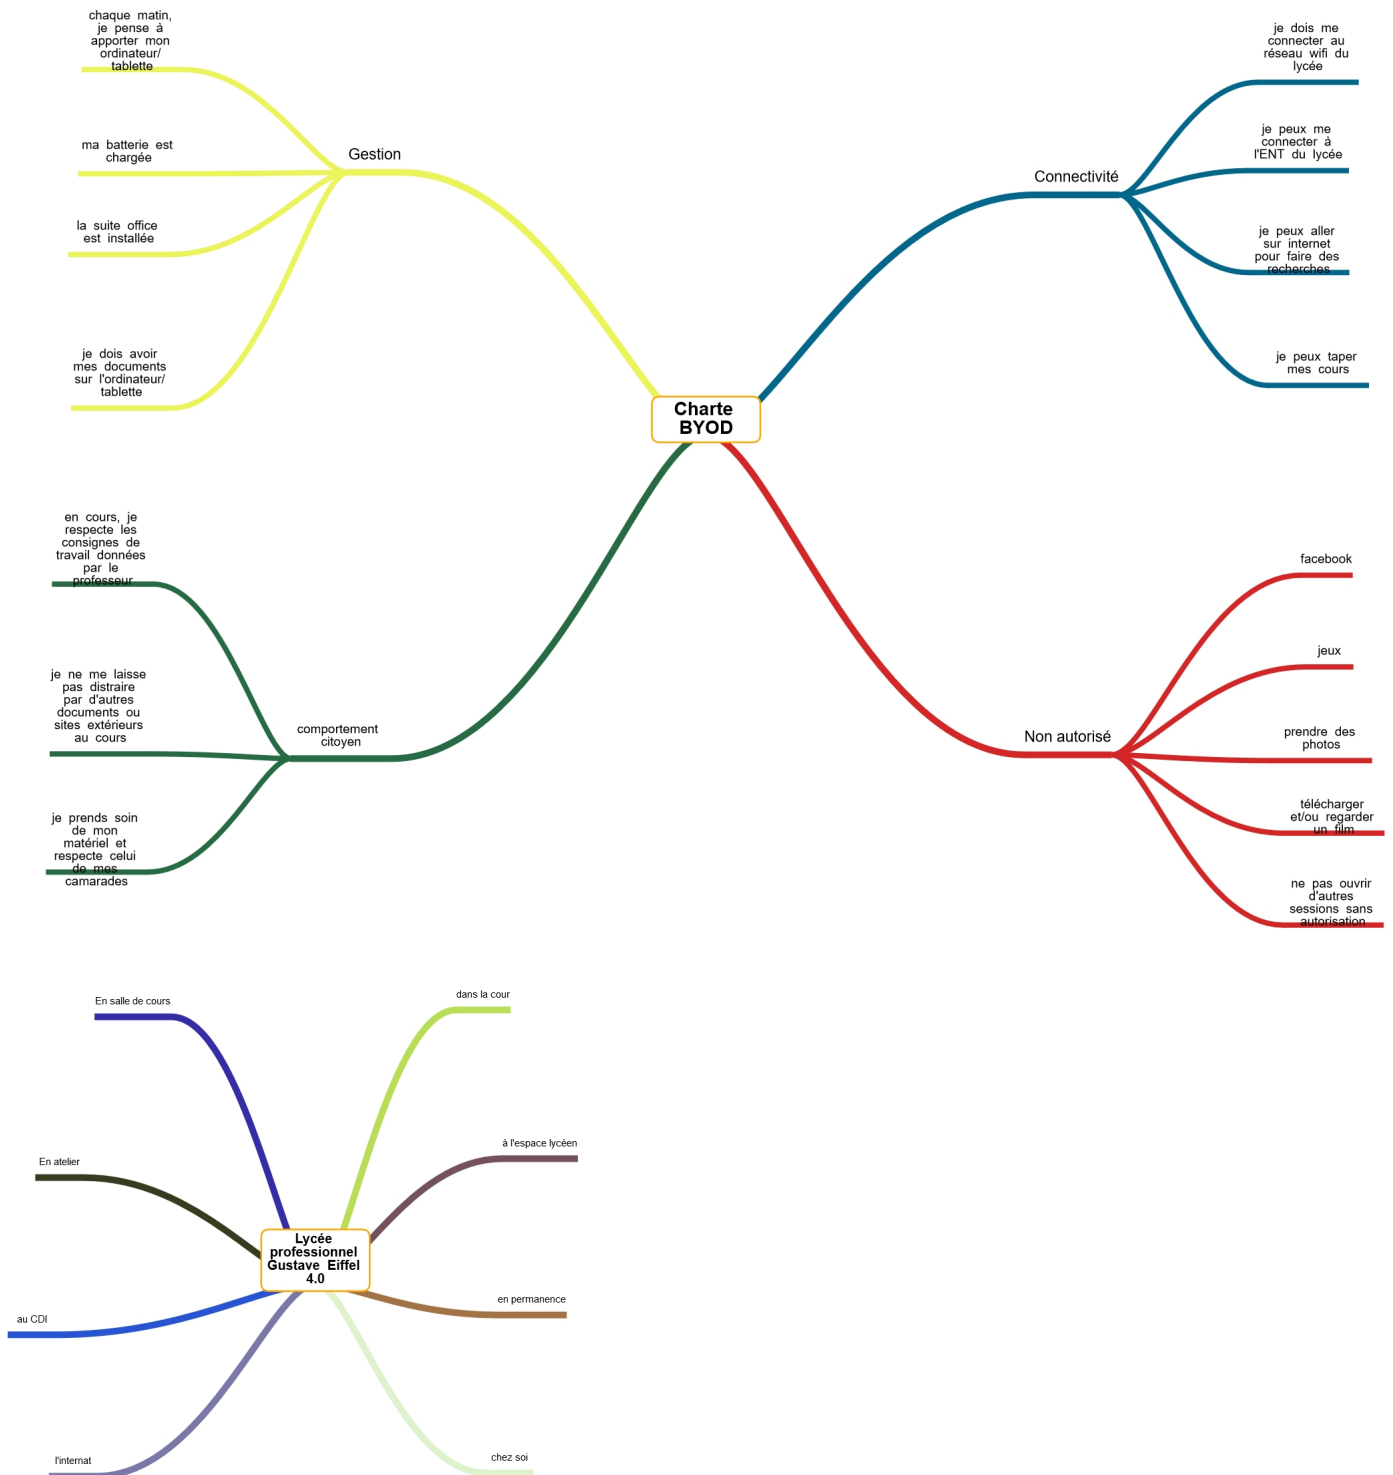 chaque matin,
je pense à
apporter mon
ordinateur/
tablette
ma batterie est
chargée
la suite office
est installée
je dois avoir
mes documents
sur l'ordinateur/
tablette
Gestion
je dois me
connecter au
réseau wifi du
lycée
je peux me
connecter à
l'ENT du lycée
je peux aller
sur internet
pour faire des
recherches
je peux taper
mes cours
Connectivité
Charte
BYOD
en cours, je
respecte les
consignes de
travail données
par le
professeur
je ne me laisse
pas distraire
par d'autres
documents ou
sites extérieurs
au cours
je prends soin
de mon
matériel et
respecte celui
de mes
camarades
comportement
citoyen
Non autorisé
facebook
jeux
prendre des
photos
télécharger
et/ou regarder
un film
ne pas ouvrir
d'autres
sessions sans
autorisation
En salle de cours
dans la cour
En atelier
à l'espace lycéen
Lycée
professionnel
Gustave Eiffel
4.0
au CDI
en permanence
l'internat
chez soi